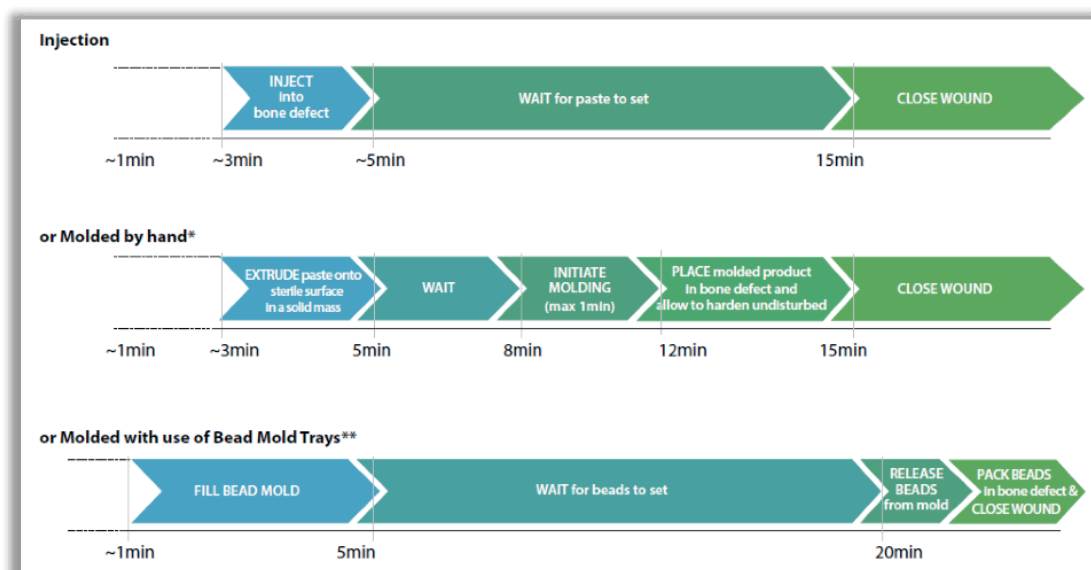 Injection
INJECT
into
bone defect
WAIT for paste to set
CLOSE WOUND
~1min
~3min
~5min
15min
or Molded by hand*
EXTRUDE paste onto
sterile surface
in a solid mass
WAIT
INITIATE
MOLDING
(max 1min)
PLACE molded product
In bone defect and
allow to harden undisturbed
CLOSE WOUND
~1min
~3min
5min
8min
12min
15min
or Molded with use of Bead Mold Trays**
FILL BEAD MOLD
WAIT for beads to set
RELEASE
BEADS
from mold
PACK BEADS
In bone defect &
CLOSE WOUND
~1min
5min
20min